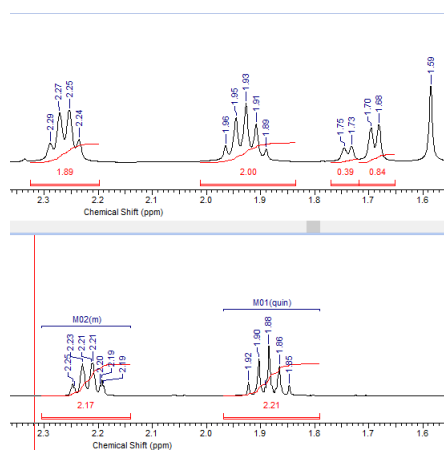 2.29 2.27 2.25 2.24 1.96 1.95 1.93 1.91 1.89 1.75 1.73 1.70 1.68 1.59
1.89 2.00 0.39 0.84
2.3 2.2 2.1 2.0 1.9 1.8 1.7 1.6
Chemical Shift (ppm)
M02(m) M01(quin)
2.25 2.23 2.21 2.21 2.20 2.19 2.19 1.92 1.90 1.88 1.86 1.85
2.17 2.21
2.3 2.2 2.1 2.0 1.9 1.8 1.7 1.6
Chemical Shift (ppm)